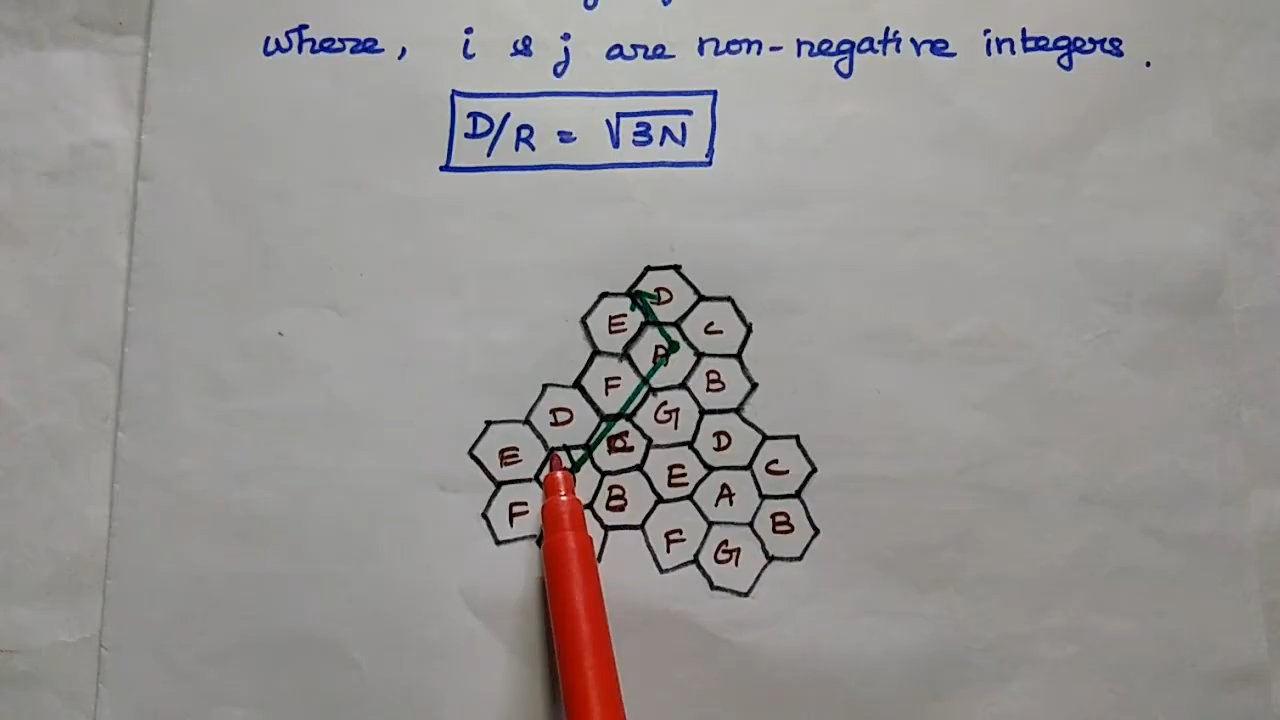 where, i & j are non-negative integers.
D/R = √3N
D
E
C
A
F
B
D
G
C
D
E
C
E
B
A
F
B
F
G